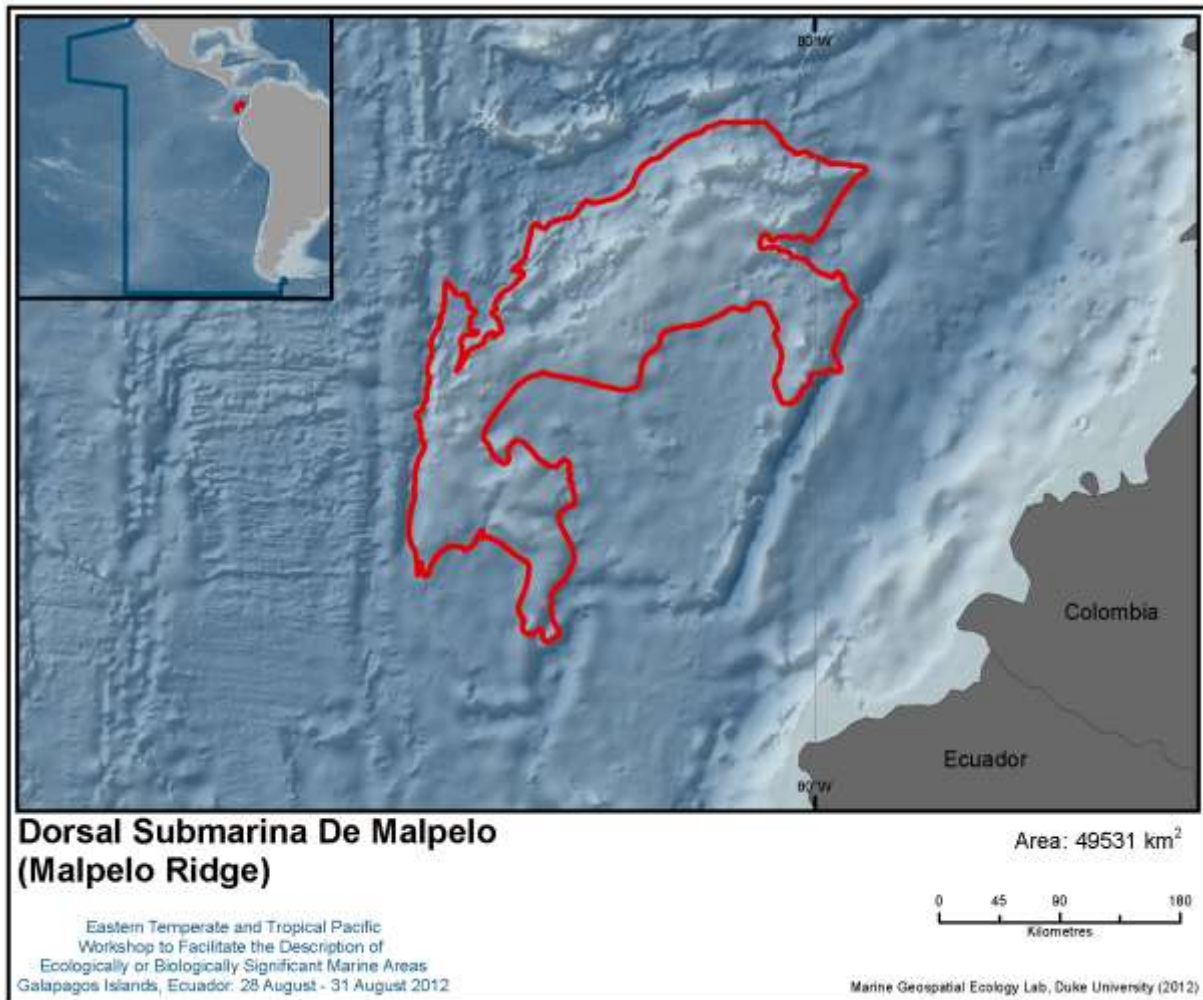 80°W
Colombia
Ecuador
80°W
Dorsal Submarina De Malpelo
(Malpelo Ridge)
Area: 49531 km²
Eastern Temperate and Tropical Pacific
Workshop to Facilitate the Description of
Ecologically or Biologically Significant Marine Areas
Galapagos Islands, Ecuador: 28 August - 31 August 2012
0 45 90 180
Kilometres
Marine Geospatial Ecology Lab, Duke University (2012)